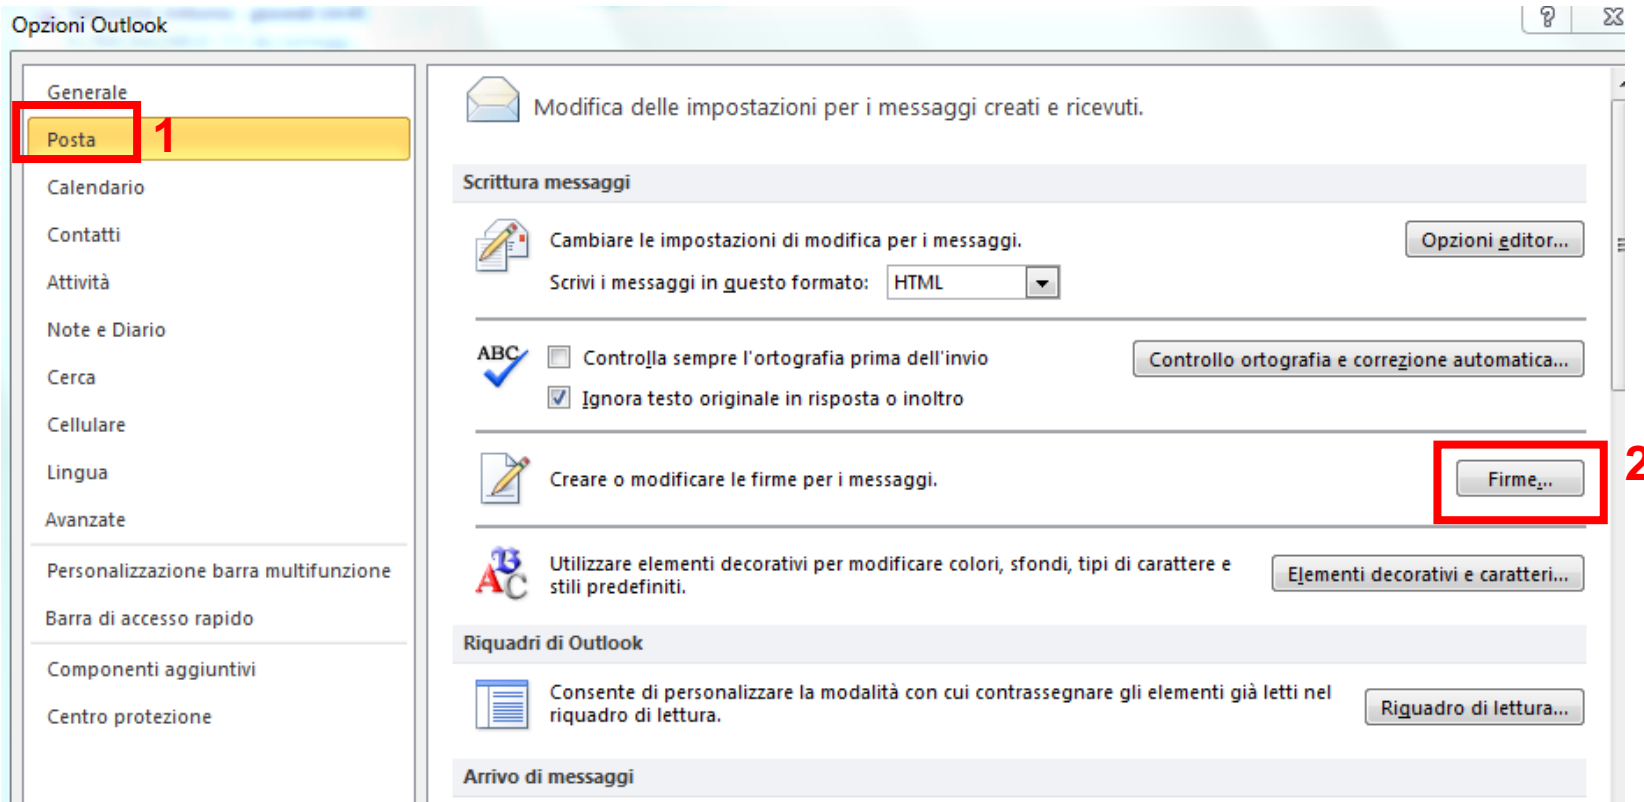 Opzioni Outlook
Generale
Posta
1
Calendario
Contatti
Attività
Note e Diario
Cerca
Cellulare
Lingua
Avanzate
Personalizzazione barra multifunzione
Barra di accesso rapido
Componenti aggiuntivi
Centro protezione
Modifica delle impostazioni per i messaggi creati e ricevuti.
Scrittura messaggi
Cambiare le impostazioni di modifica per i messaggi.
Opzioni editor...
Scrivi i messaggi in questo formato: HTML
ABC
Controlla sempre l'ortografia prima dell'invio
Controllo ortografia e correzione automatica...
Ignora testo originale in risposta o inoltro
Creare o modificare le firme per i messaggi.
Firme...
2
Utilizzare elementi decorativi per modificare colori, sfondi, tipi di carattere e
stili predefiniti.
Elementi decorativi e caratteri...
Riquadri di Outlook
Consente di personalizzare la modalità con cui contrassegnare gli elementi già letti nel
riquadro di lettura.
Riquadro di lettura...
Arrivo di messaggi